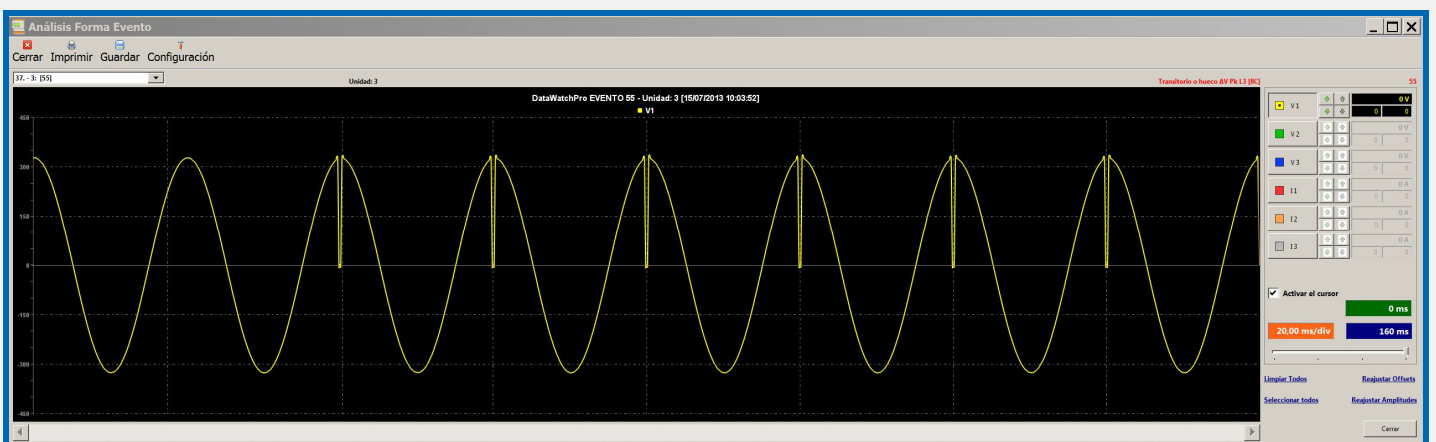 Análisis Forma Evento
Cerrar Imprimir Guardar Configuración
37. - 3: [55]
Unidad: 3
Transitorio o hueco ΔV Pk L3 [BC]
55
DataWatchPro EVENTO 55 - Unidad: 3 [15/07/2013 10:03:52]
V1
450
300
150
0
-150
-300
-450
V1
0 V
0 0
V2
0 V
0 0
V3
0 V
0 0
I1
0 A
0 0
I2
0 A
0 0
I3
0 A
0 0
Activar el cursor
0 ms
20,00 ms/div
160 ms
Limpiar Todos
Reajustar Offsets
Seleccionar todos
Reajustar Amplitudes
Cerrar